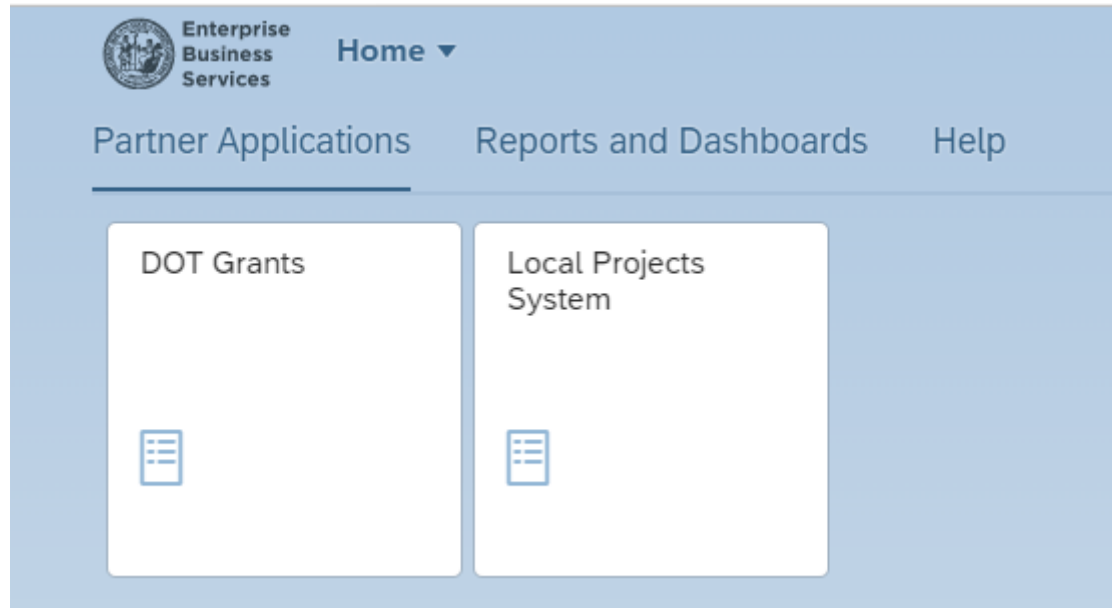 Enterprise
Business
Services
Home
Partner Applications
Reports and Dashboards
Help
DOT Grants
Local Projects
System